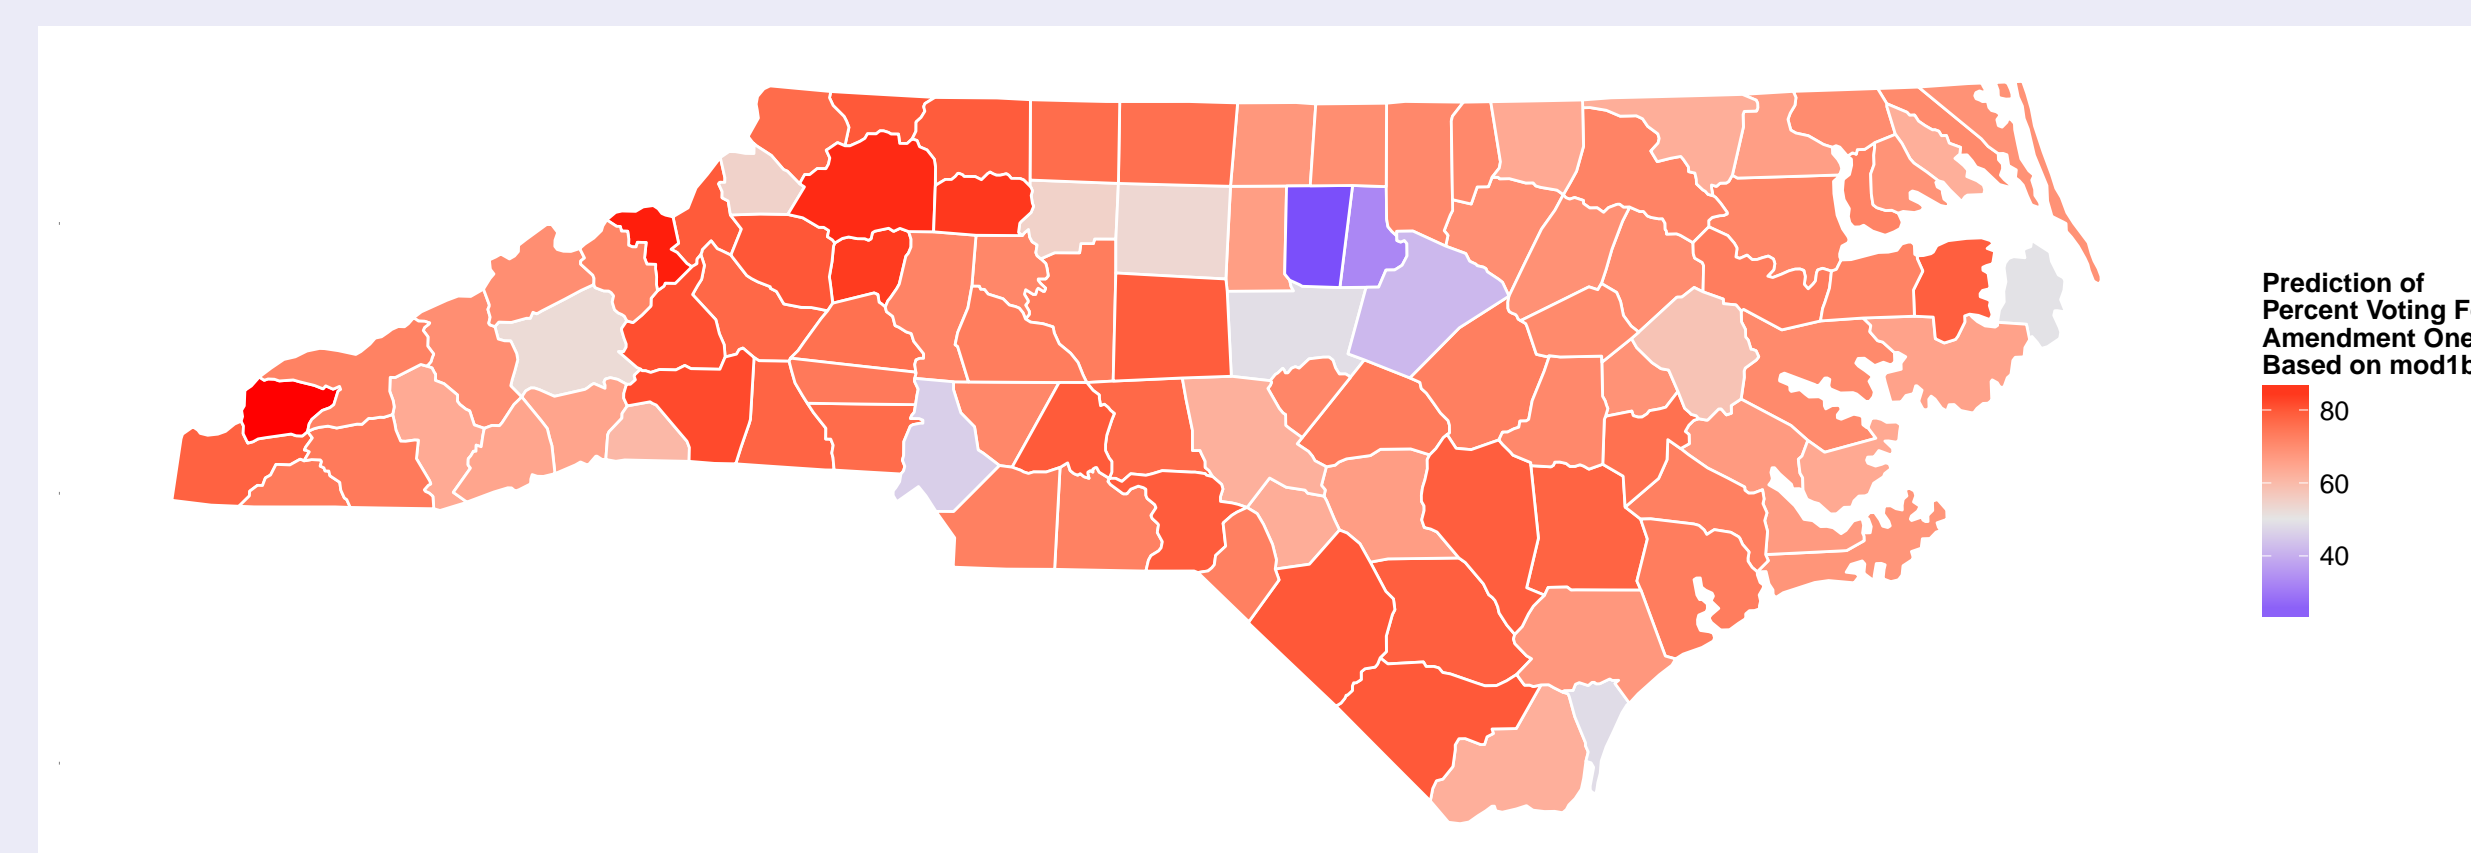 Prediction of
Percent Voting F
Amendment One
Based on mod1b
80
60
40